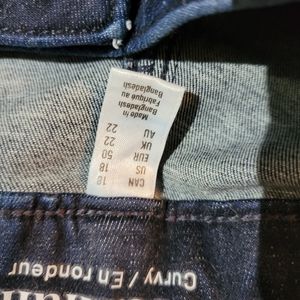 Curvy / En rondeur
CAN 18
US 18
EUR 50
UK 22
AU 22
Made in
Bangladesh
Fabriqué au
Bangladesh